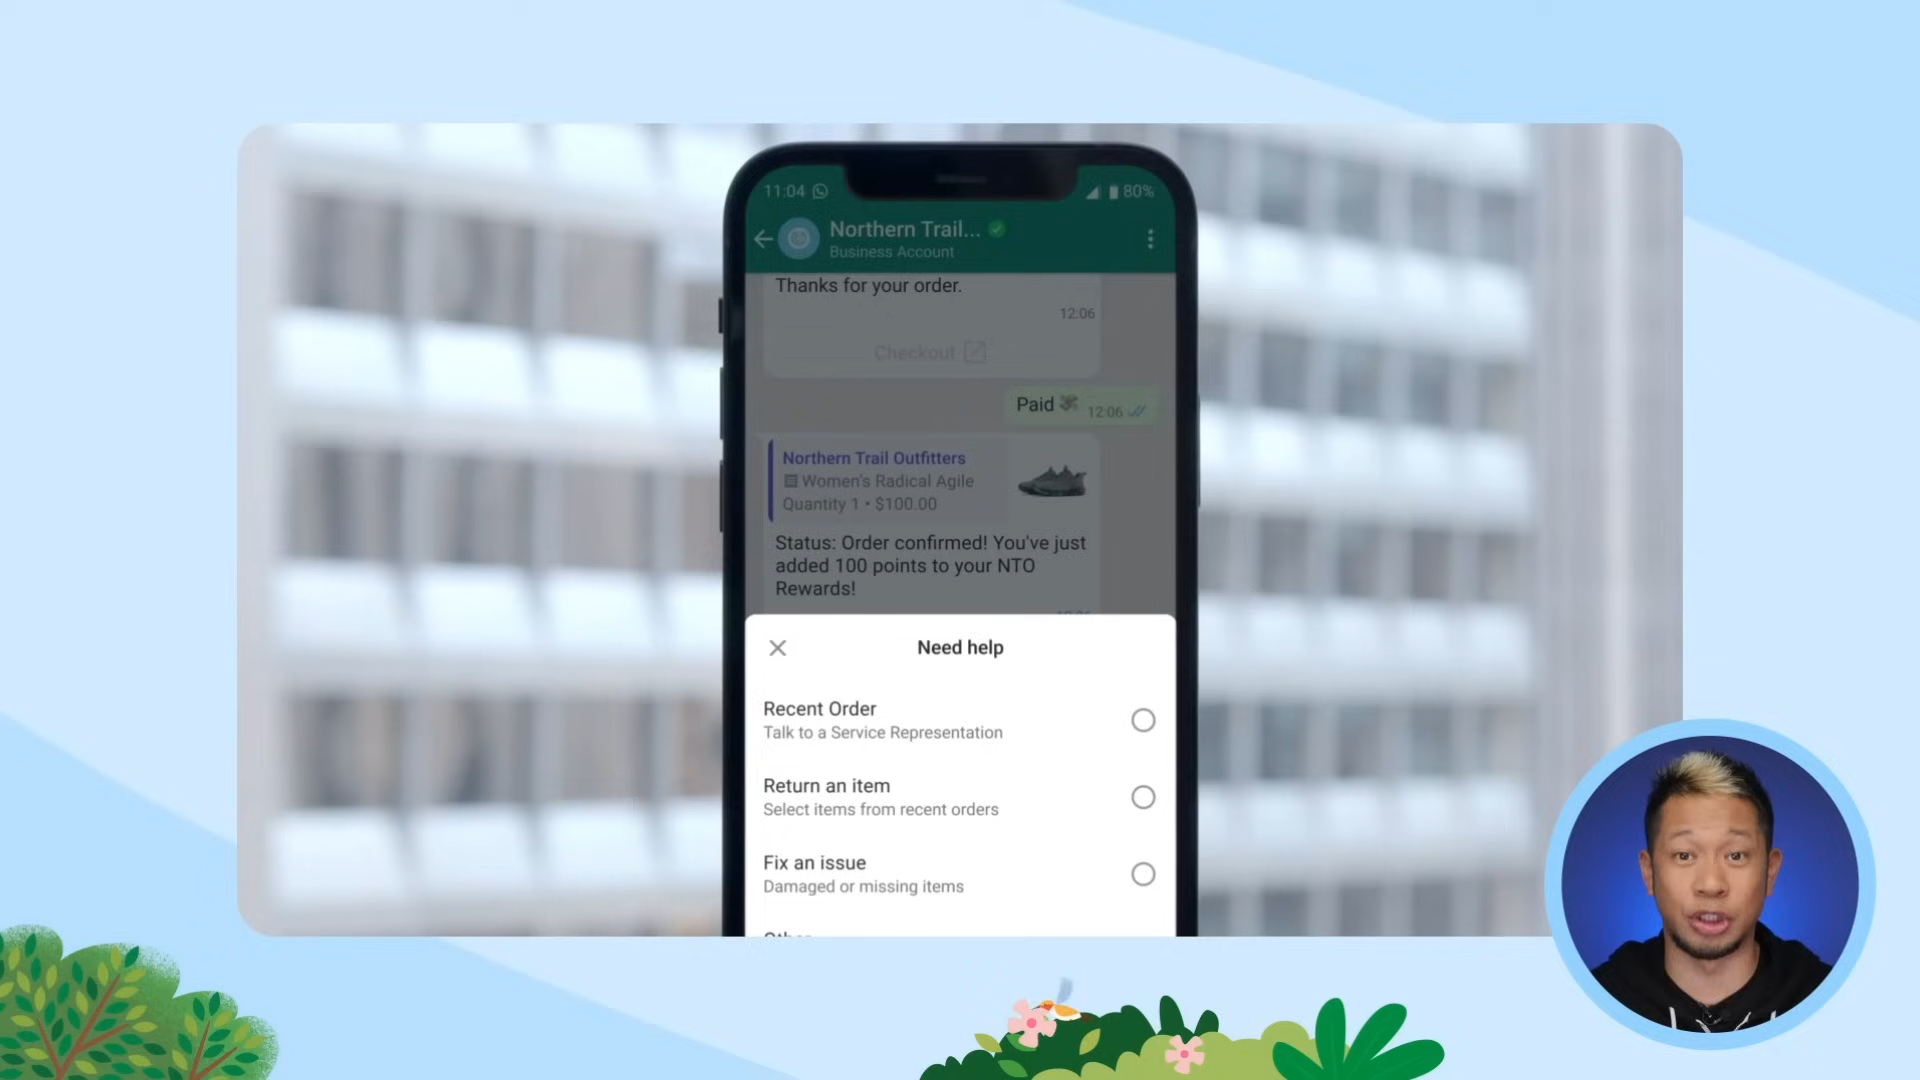 11:04
80%
Northern Trail...
Business Account
Thanks for your order.
12:06
Checkout
Paid
12:06
Northern Trail Outfitters
Women's Radical Agile
Quantity 1 • $100.00
Status: Order confirmed! You've just
added 100 points to your NTO
Rewards!
Need help
Recent Order
Talk to a Service Representation
Return an item
Select items from recent orders
Fix an issue
Damaged or missing items